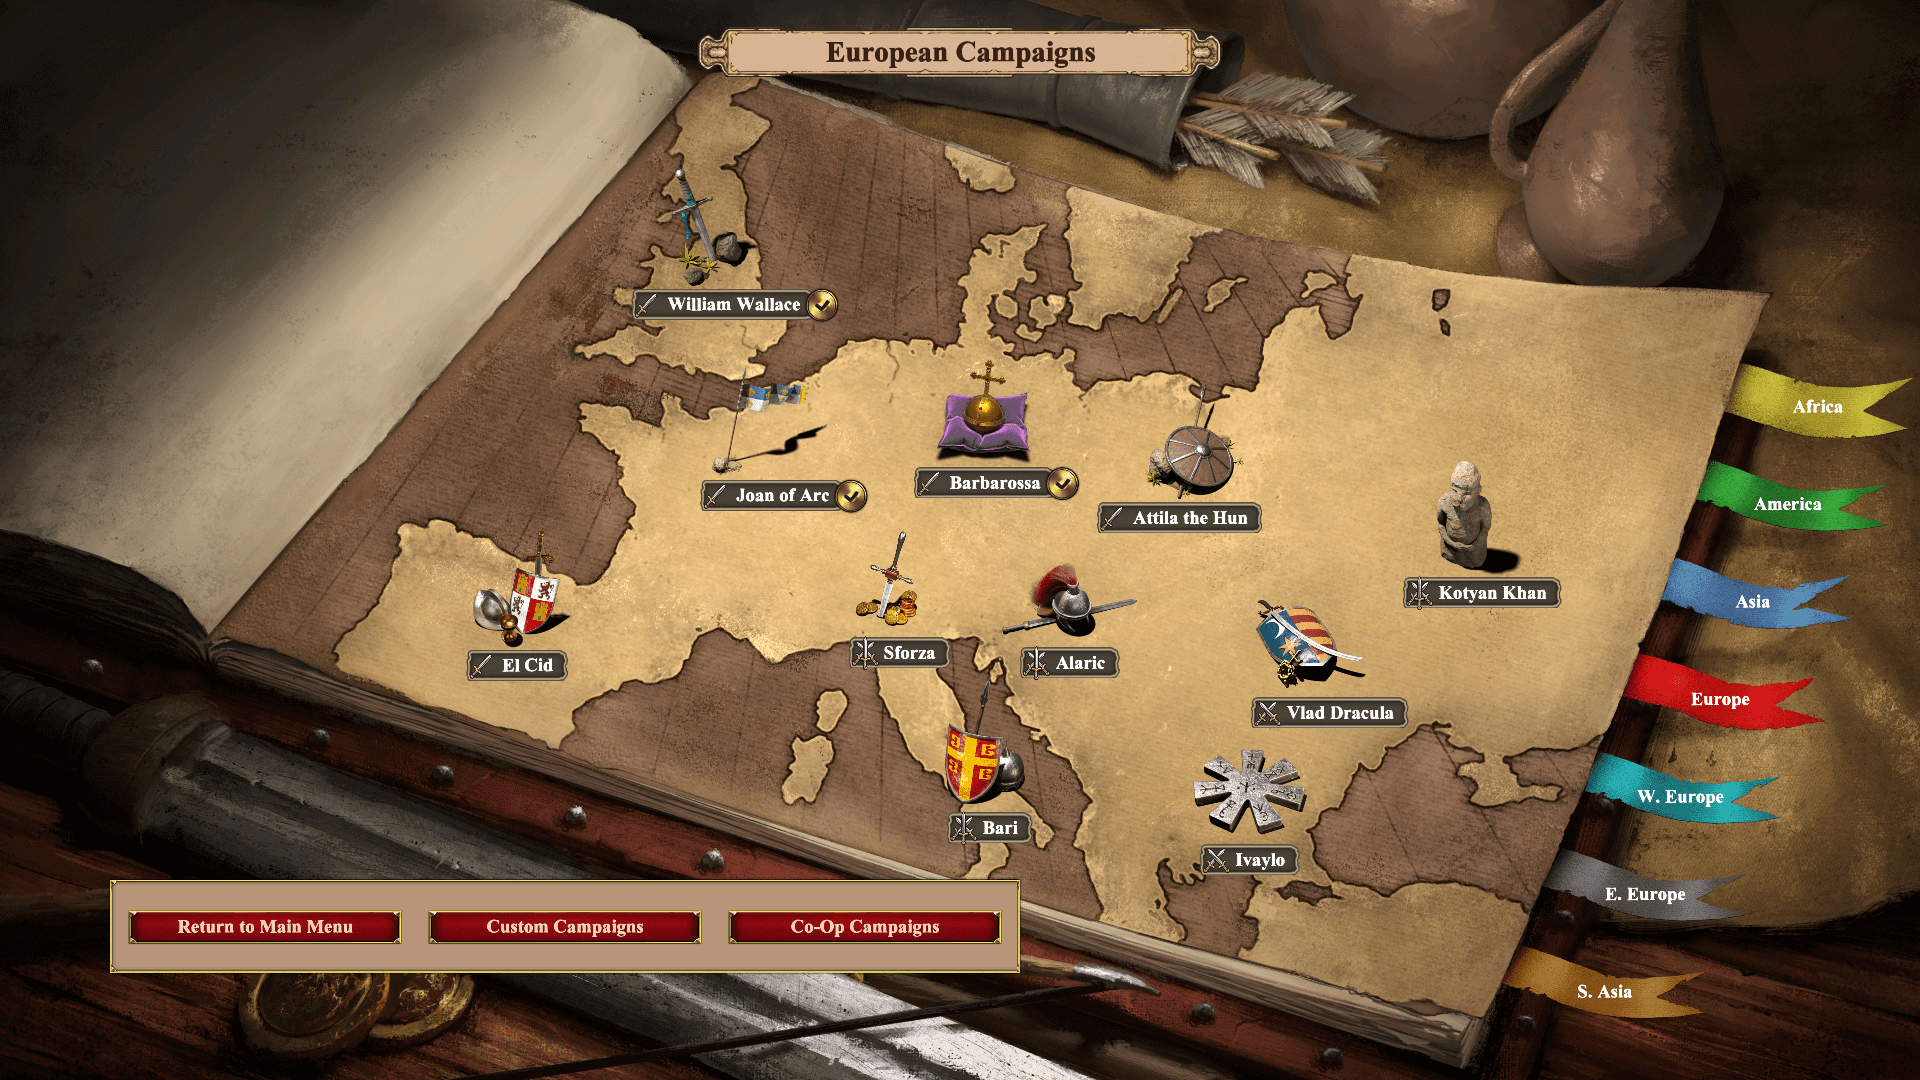 European Campaigns
William Wallace
Africa
Joan of Arc
Barbarossa
Attila the Hun
America
Kotyan Khan
Asia
El Cid
Sforza
Alaric
Europe
Vlad Dracula
W. Europe
Bari
Ivaylo
E. Europe
Return to Main Menu
Custom Campaigns
Co-Op Campaigns
S. Asia